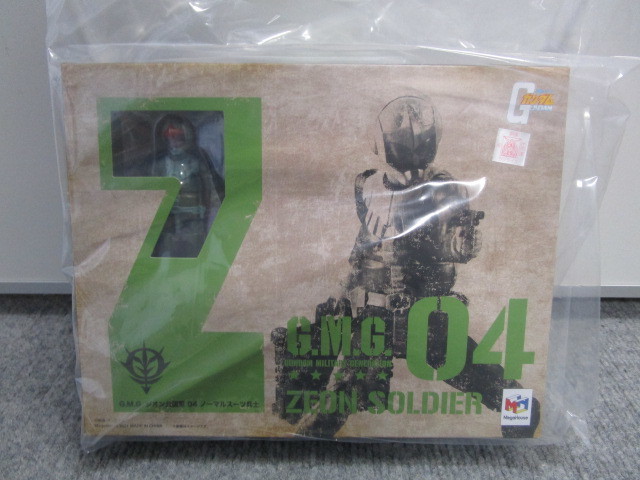 Z
G.M.G. 04
GUNDAM MILITARY GENERATION
ZEON SOLDIER
G.M.G. ジオン公国軍 04 ノーマルスーツ兵士
MegaHouse